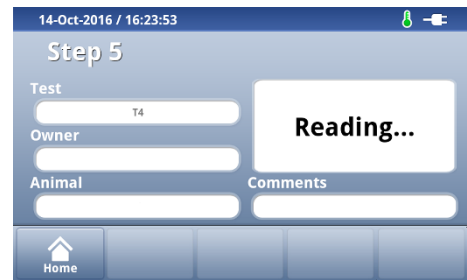 14-Oct-2016 / 16:23:53
Step 5
Test
T4
Reading...
Owner
Animal
Comments
Home